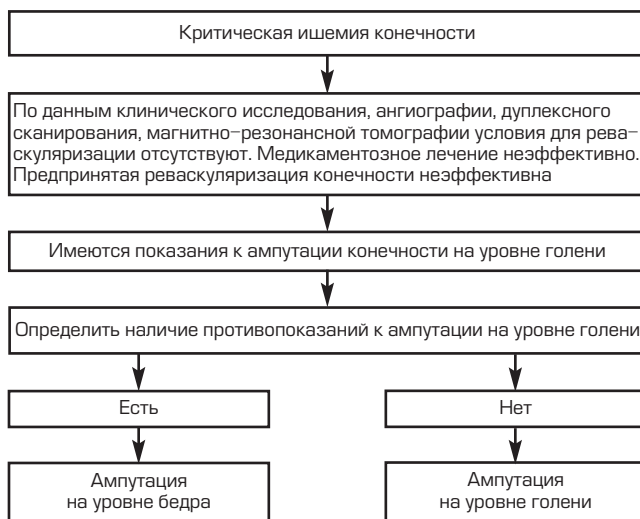 Критическая ишемия конечности
По данным клинического исследования, ангиографии, дуплексного
сканирования, магнитно-резонансной томографии условия для рева-
скуляризации отсутствуют. Медикаментозное лечение неэффективно.
Предпринятая реваскуляризация конечности неэффективна
Имеются показания к ампутации конечности на уровне голени
Определить наличие противопоказаний к ампутации на уровне голени
Есть
Нет
Ампутация
на уровне бедра
Ампутация
на уровне голени